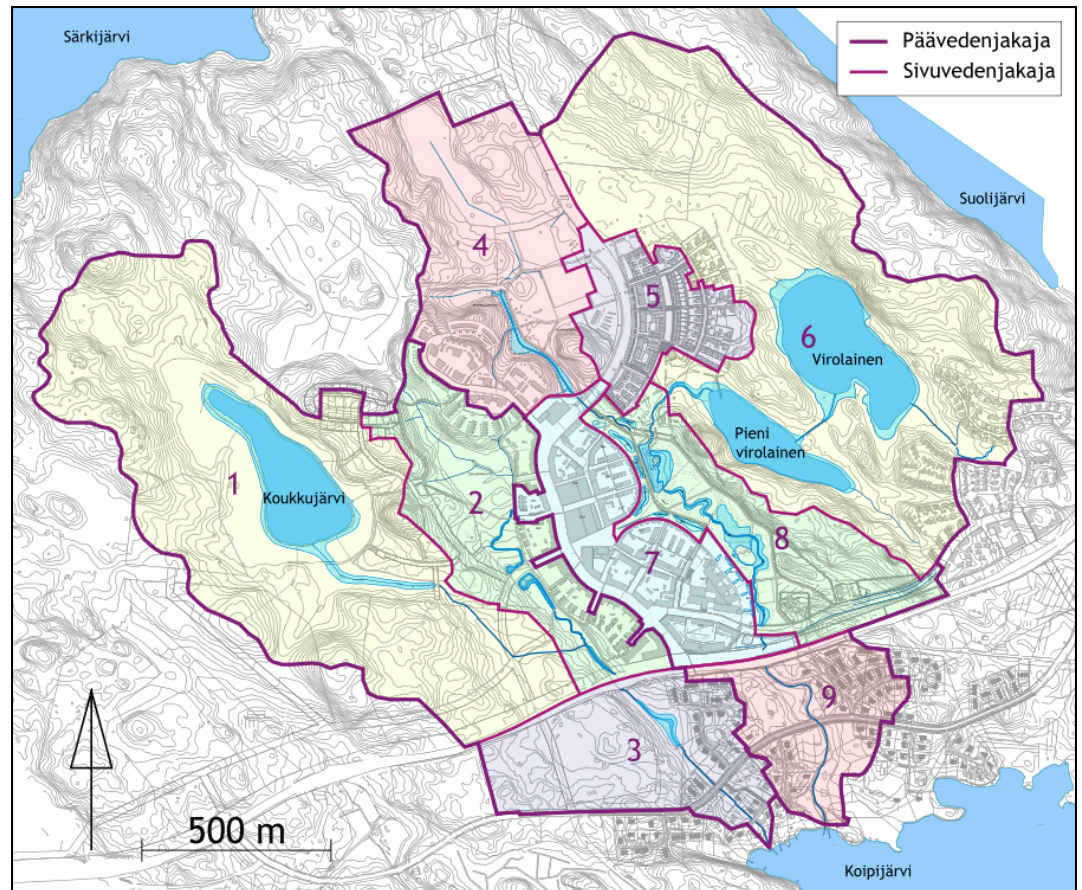 Särkijärvi
Päävedenjakaja
Sivuvedenjakaja
Suolijärvi
4
5
6
Virolainen
Pieni
virolainen
1
Koukkujärvi
2
8
7
9
3
500 m
Koipijärvi